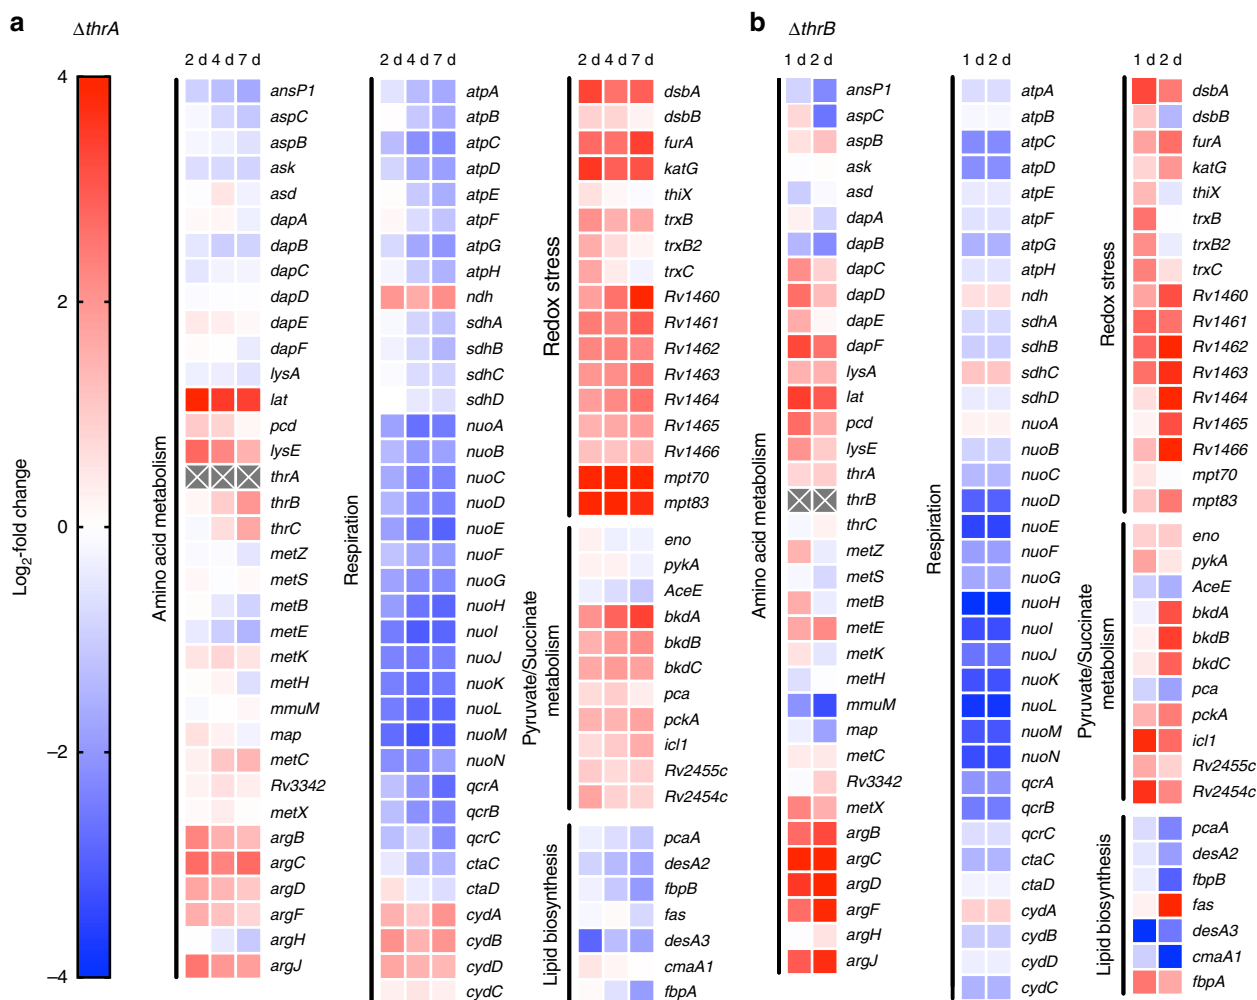 a
ΔthrA
Log2-fold change
4
2
0
−2
−4
2 d 4 d 7 d
Amino acid metabolism
ansP1
aspC
aspB
ask
asd
dapA
dapB
dapC
dapD
dapE
dapF
lysA
lat
pcd
lysE
thrA
thrB
thrC
metZ
metS
metB
metE
metK
metH
mmuM
map
metC
Rv3342
metX
argB
argC
argD
argF
argH
argJ
2 d 4 d 7 d
Respiration
atpA
atpB
atpC
atpD
atpE
atpF
atpG
atpH
ndh
sdhA
sdhB
sdhC
sdhD
nuoA
nuoB
nuoC
nuoD
nuoE
nuoF
nuoG
nuoH
nuoI
nuoJ
nuoK
nuoL
nuoM
nuoN
qcrA
qcrB
qcrC
ctaC
ctaD
cydA
cydB
cydD
cydC
2 d 4 d 7 d
Redox stress
dsbA
dsbB
furA
katG
thiX
trxB
trxB2
trxC
Rv1460
Rv1461
Rv1462
Rv1463
Rv1464
Rv1465
Rv1466
mpt70
mpt83
Pyruvate/Succinate
metabolism
eno
pykA
AceE
bkdA
bkdB
bkdC
pca
pckA
icl1
Rv2455c
Rv2454c
Lipid biosynthesis
pcaA
desA2
fbpB
fas
desA3
cmaA1
fbpA
b
ΔthrB
1 d 2 d
Amino acid metabolism
ansP1
aspC
aspB
ask
asd
dapA
dapB
dapC
dapD
dapE
dapF
lysA
lat
pcd
lysE
thrA
thrB
thrC
metZ
metS
metB
metE
metK
metH
mmuM
map
metC
Rv3342
metX
argB
argC
argD
argF
argH
argJ
1 d 2 d
Respiration
atpA
atpB
atpC
atpD
atpE
atpF
atpG
atpH
ndh
sdhA
sdhB
sdhC
sdhD
nuoA
nuoB
nuoC
nuoD
nuoE
nuoF
nuoG
nuoH
nuoI
nuoJ
nuoK
nuoL
nuoM
nuoN
qcrA
qcrB
qcrC
ctaC
ctaD
cydA
cydB
cydD
cydC
1 d 2 d
Redox stress
dsbA
dsbB
furA
katG
thiX
trxB
trxB2
trxC
Rv1460
Rv1461
Rv1462
Rv1463
Rv1464
Rv1465
Rv1466
mpt70
mpt83
Pyruvate/Succinate
metabolism
eno
pykA
AceE
bkdA
bkdB
bkdC
pca
pckA
icl1
Rv2455c
Rv2454c
Lipid biosynthesis
pcaA
desA2
fbpB
fas
desA3
cmaA1
fbpA